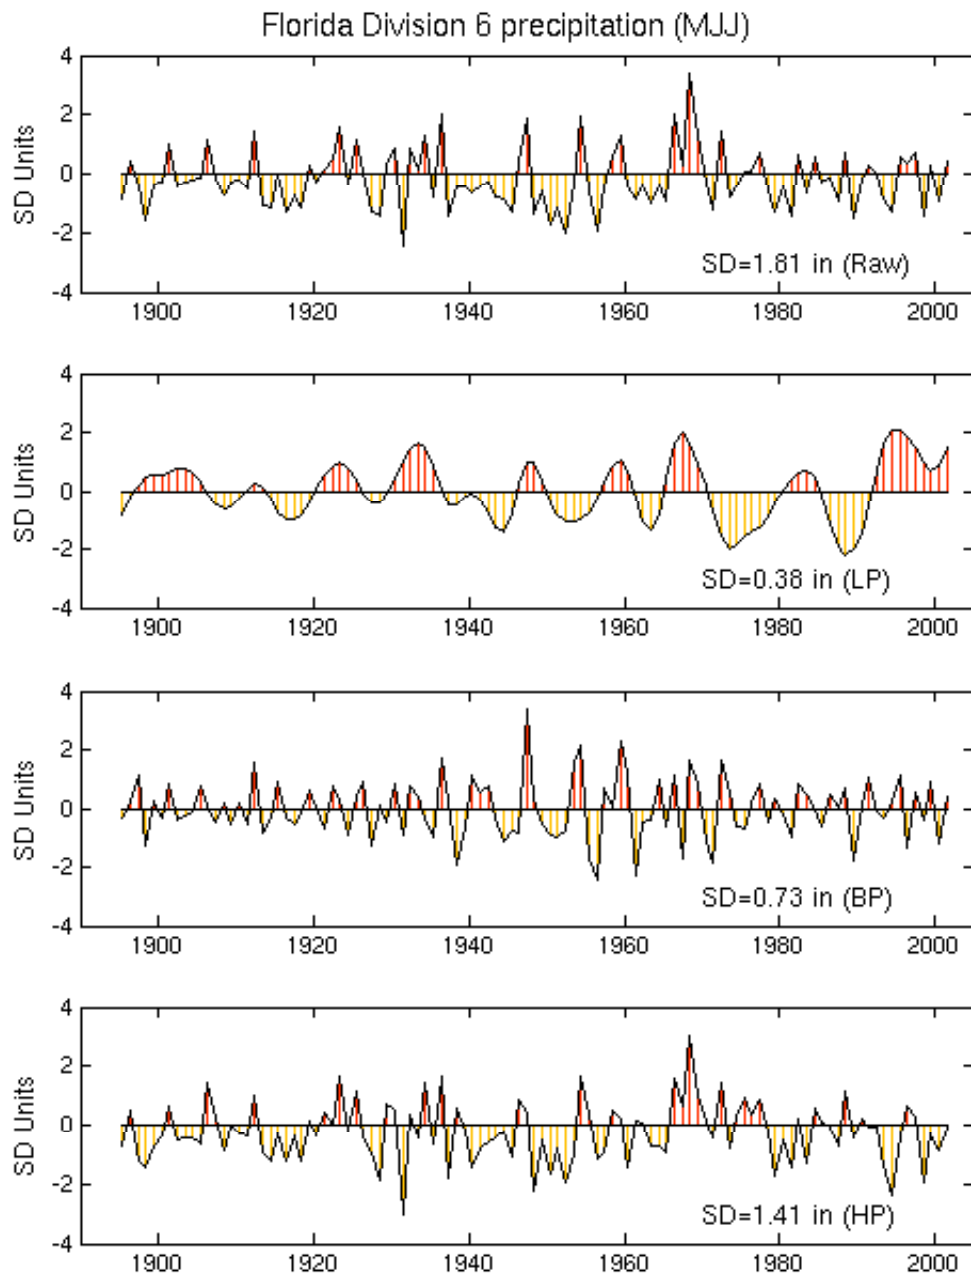 Florida Division 6 precipitation (MJJ)
4
2
0
-2
-4
SD Units
SD=1.81 in (Raw)
1900 1920 1940 1960 1980 2000
4
2
0
-2
-4
SD Units
SD=0.38 in (LP)
1900 1920 1940 1960 1980 2000
4
2
0
-2
-4
SD Units
SD=0.73 in (BP)
1900 1920 1940 1960 1980 2000
4
2
0
-2
-4
SD Units
SD=1.41 in (HP)
1900 1920 1940 1960 1980 2000